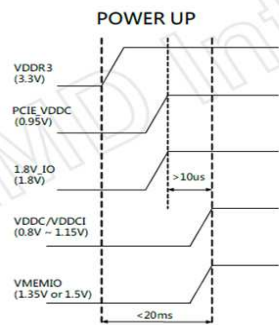 POWER UP
VDDR3
(3.3V)
PCIE_VDDC
(0.95V)
1.8V_IO
(1.8V)
>10us
VDDC/VDDCI
(0.8V ~ 1.15V)
VMEMIO
(1.35V or 1.5V)
<20ms